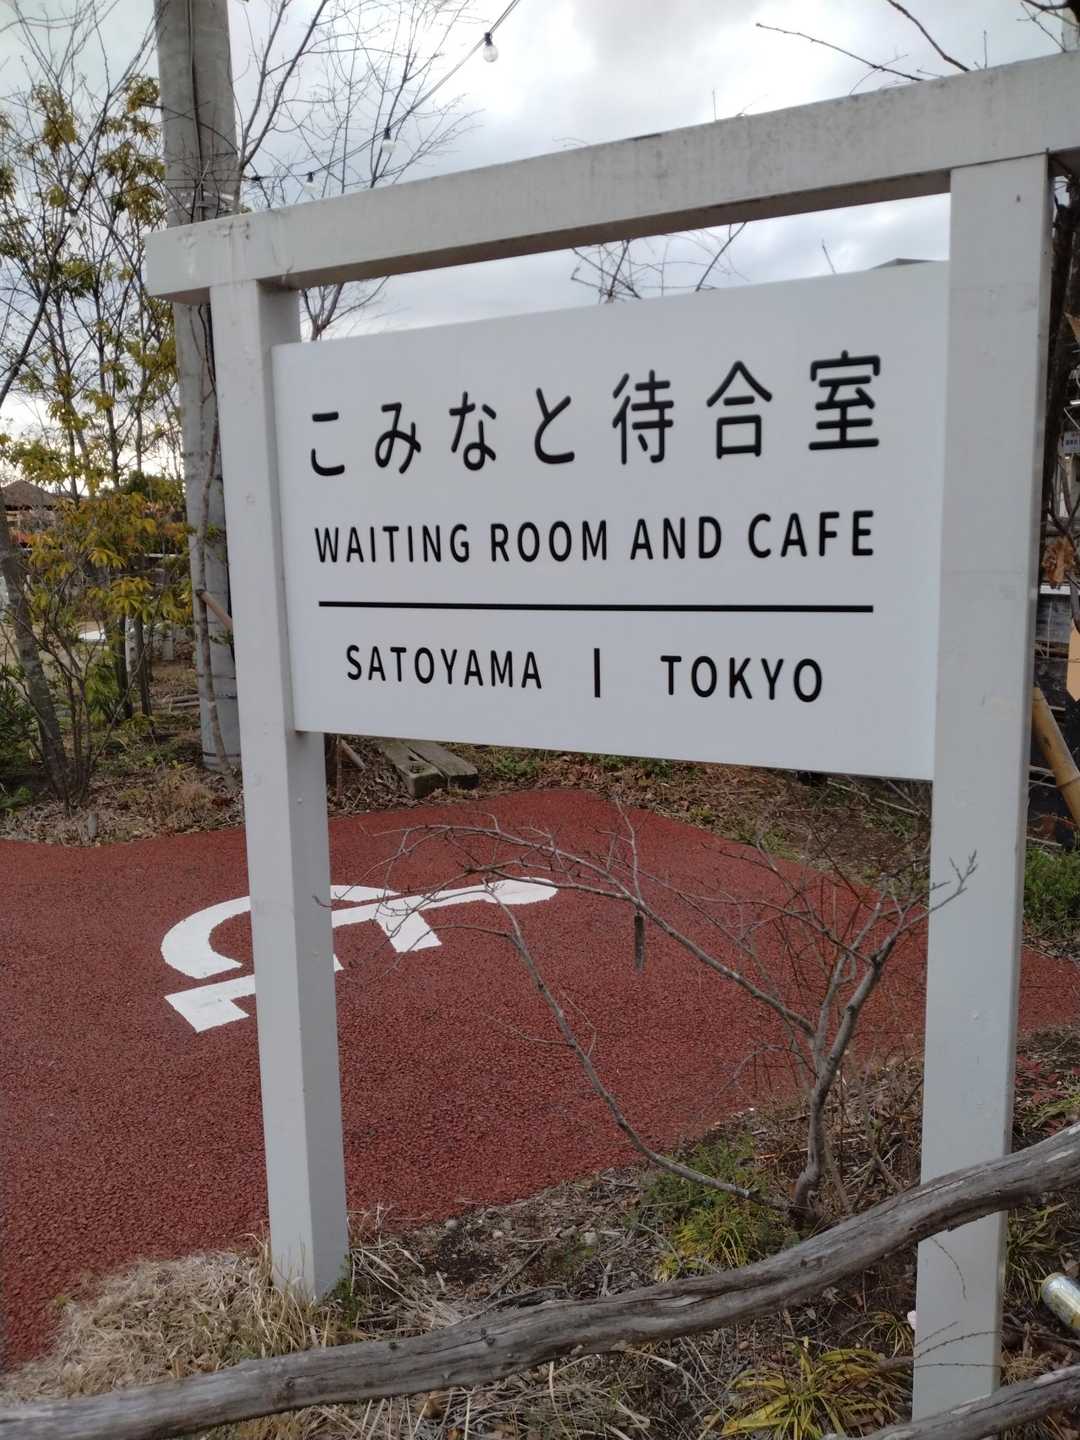 こみなと待合室
WAITING ROOM AND CAFE
SATOYAMA | TOKYO